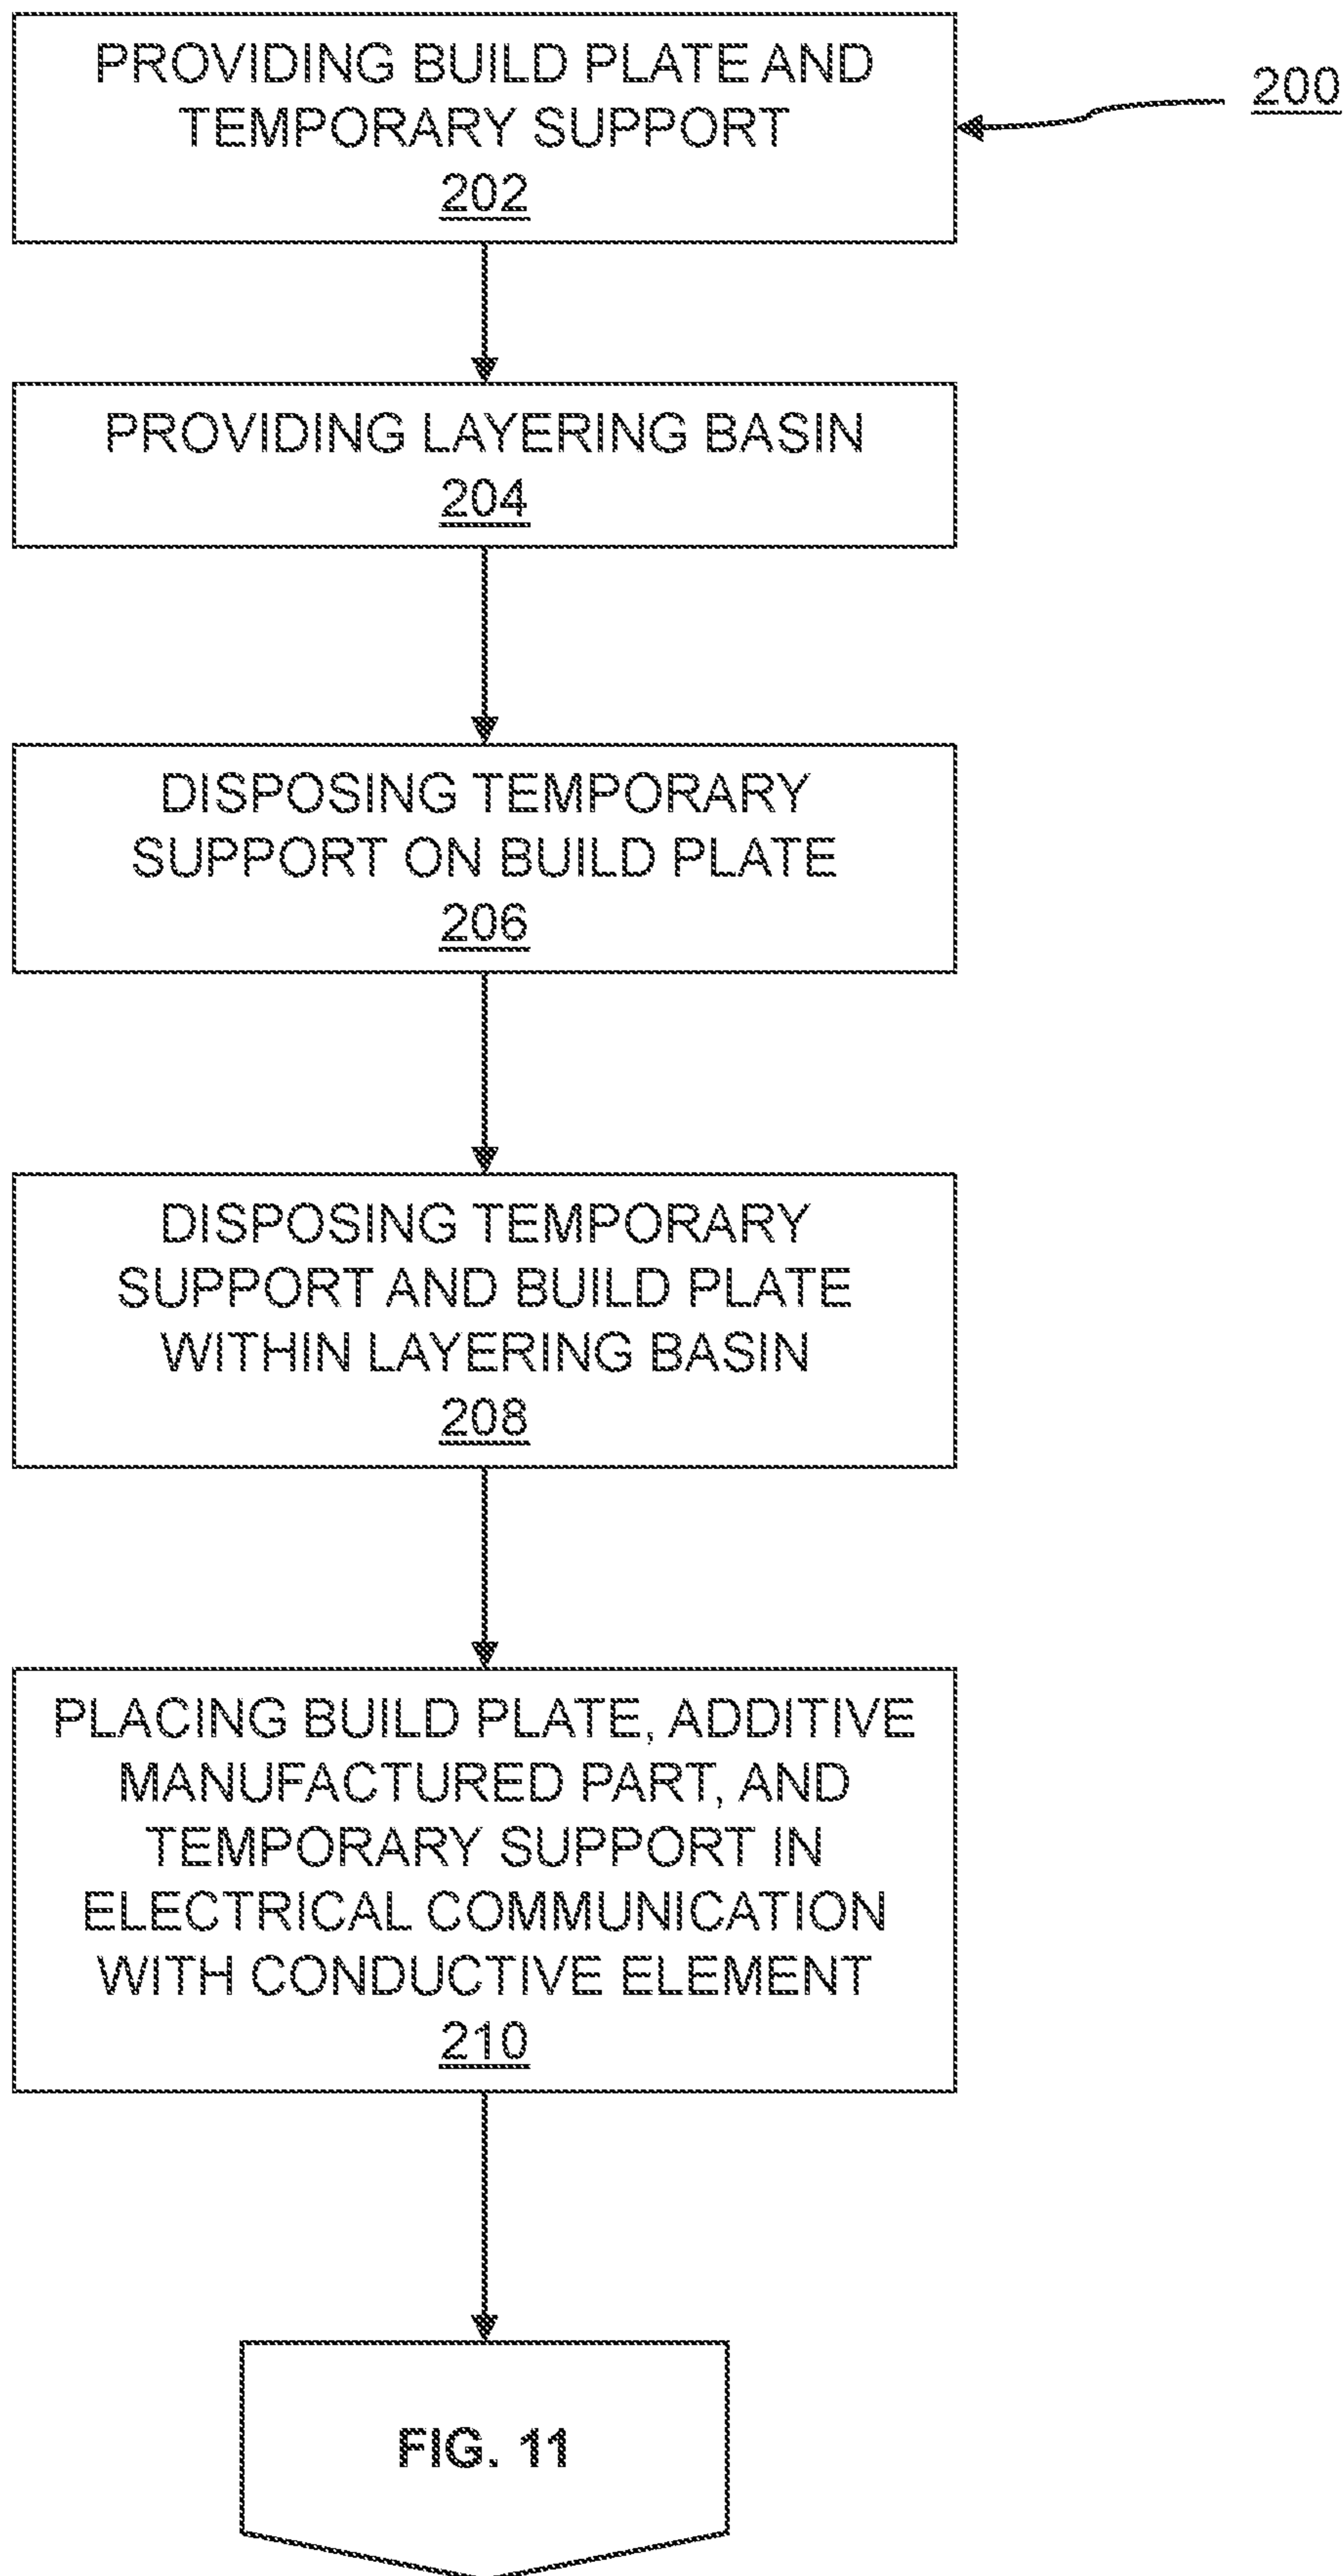 PROVIDING BUILD PLATE AND
TEMPORARY SUPPORT
202
200
PROVIDING LAYERING BASIN
204
DISPOSING TEMPORARY
SUPPORT ON BUILD PLATE
206
DISPOSING TEMPORARY
SUPPORT AND BUILD PLATE
WITHIN LAYERING BASIN
208
PLACING BUILD PLATE, ADDITIVE
MANUFACTURED PART, AND
TEMPORARY SUPPORT IN
ELECTRICAL COMMUNICATION
WITH CONDUCTIVE ELEMENT
210
FIG. 11